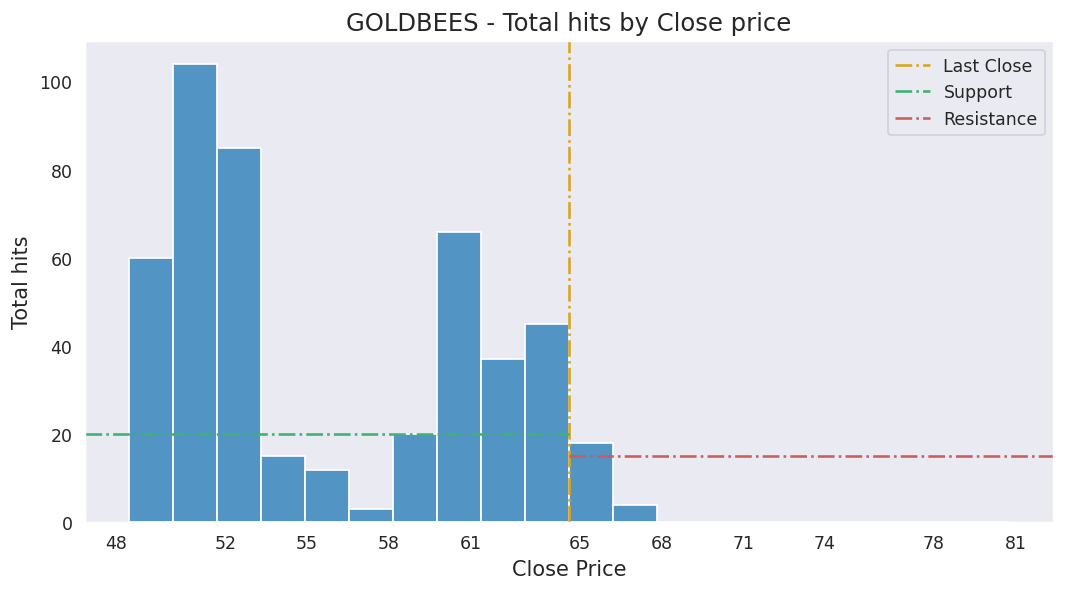 GOLDBEES - Total hits by Close price
Last Close
Support
Resistance
Total hits
100
80
60
40
20
0
48 52 55 58 61 65 68 71 74 78 81
Close Price